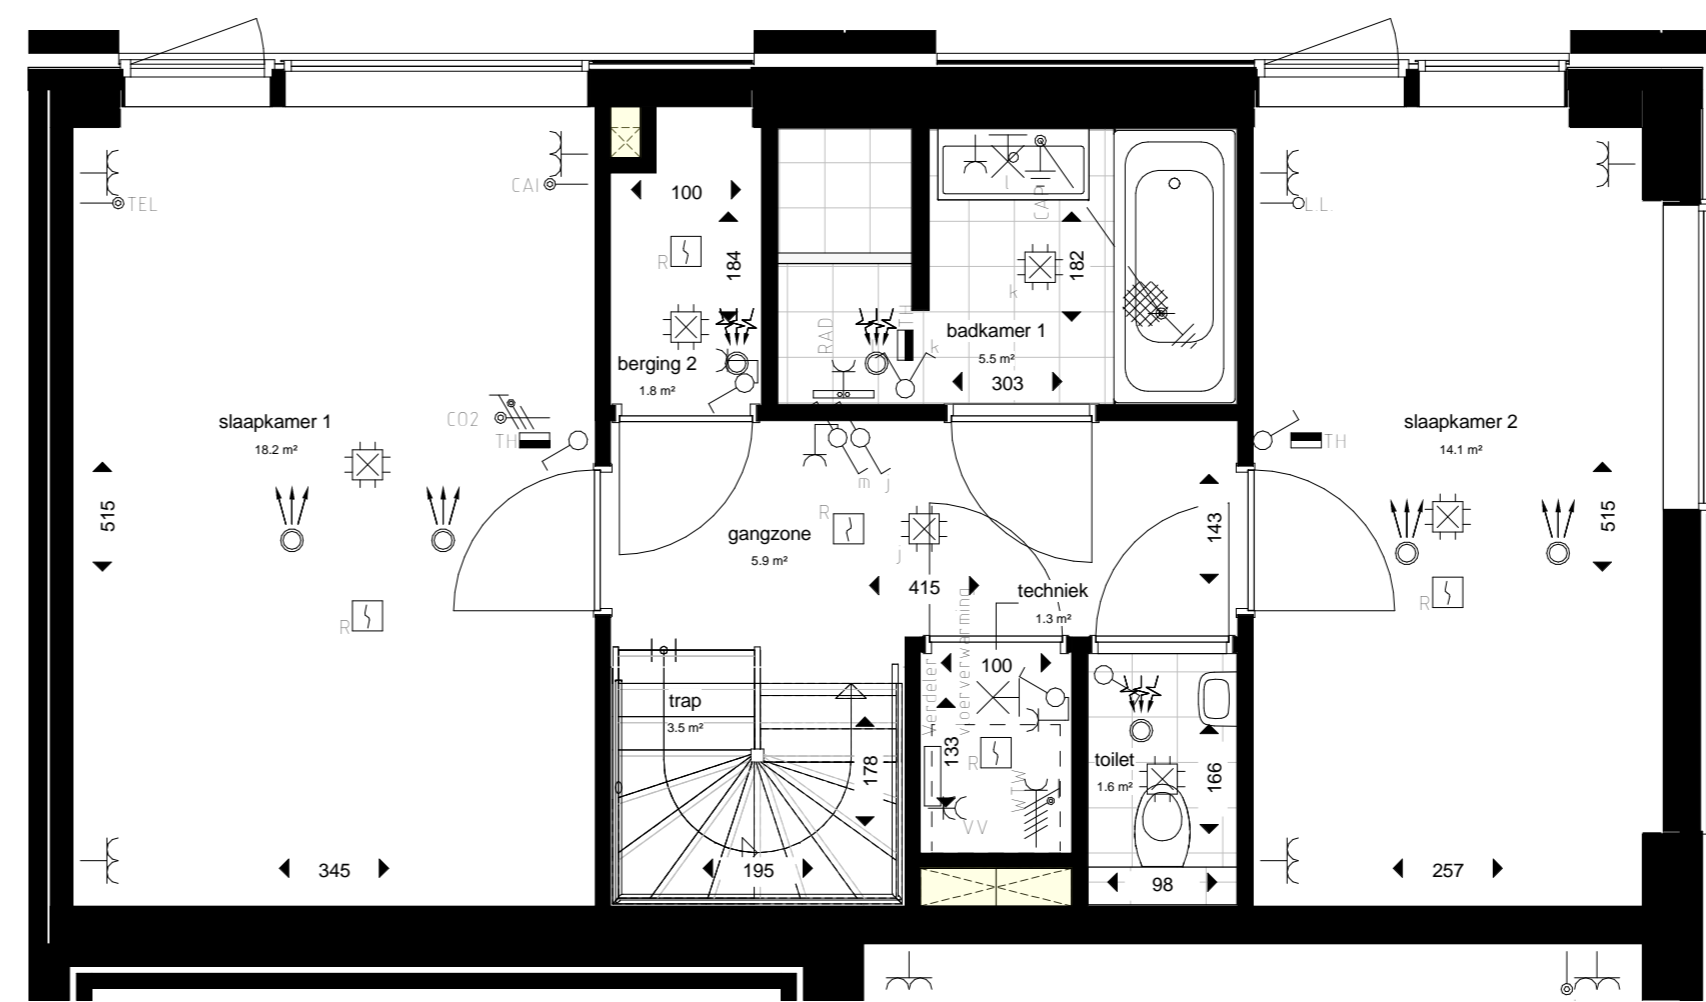 TEL
CAI
100
R
184
berging 2
1.8 m²
RAD
TH
k
badkamer 1
5.5 m²
303
182
k
L.L.
slaapkamer 1
18.2 m²
CO2
TH
515
345
R
m
j
R
j
gangzone
5.9 m²
415
143
techniek
1.3 m²
Verdeler
vloerverwarming
100
133
R
WTW
VV
trap
3.5 m²
178
195
toilet
1.6 m²
166
98
TH
slaapkamer 2
14.1 m²
515
R
257